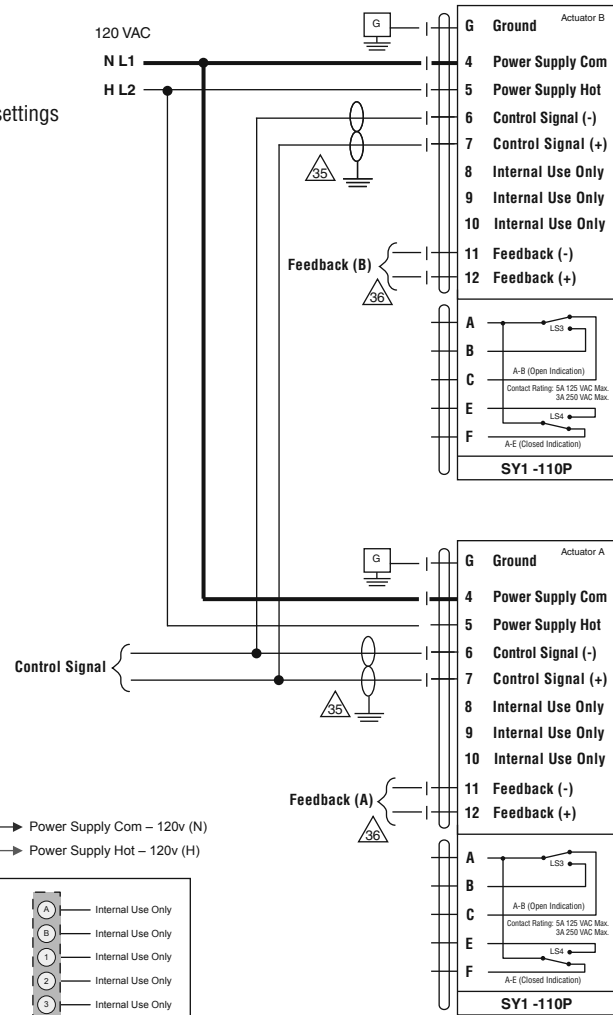 Actuator B
G
G Ground
120 VAC
N L1
4 Power Supply Com
H L2
5 Power Supply Hot
settings
6 Control Signal (-)
7 Control Signal (+)
35
8 Internal Use Only
9 Internal Use Only
10 Internal Use Only
Feedback (B)
11 Feedback (-)
12 Feedback (+)
36
A
LS3
B
C
A-B (Open Indication)
Contact Rating: 5A 125 VAC Max.
3A 250 VAC Max.
E
LS4
F
A-E (Closed Indication)
SY1 -110P
Actuator A
G
G Ground
4 Power Supply Com
5 Power Supply Hot
Control Signal
6 Control Signal (-)
7 Control Signal (+)
35
8 Internal Use Only
9 Internal Use Only
10 Internal Use Only
Feedback (A)
11 Feedback (-)
12 Feedback (+)
36
Power Supply Com – 120v (N)
Power Supply Hot – 120v (H)
A
LS3
B
C
A-B (Open Indication)
Contact Rating: 5A 125 VAC Max.
3A 250 VAC Max.
E
LS4
F
A-E (Closed Indication)
SY1 -110P
A Internal Use Only
B Internal Use Only
1 Internal Use Only
2 Internal Use Only
3 Internal Use Only